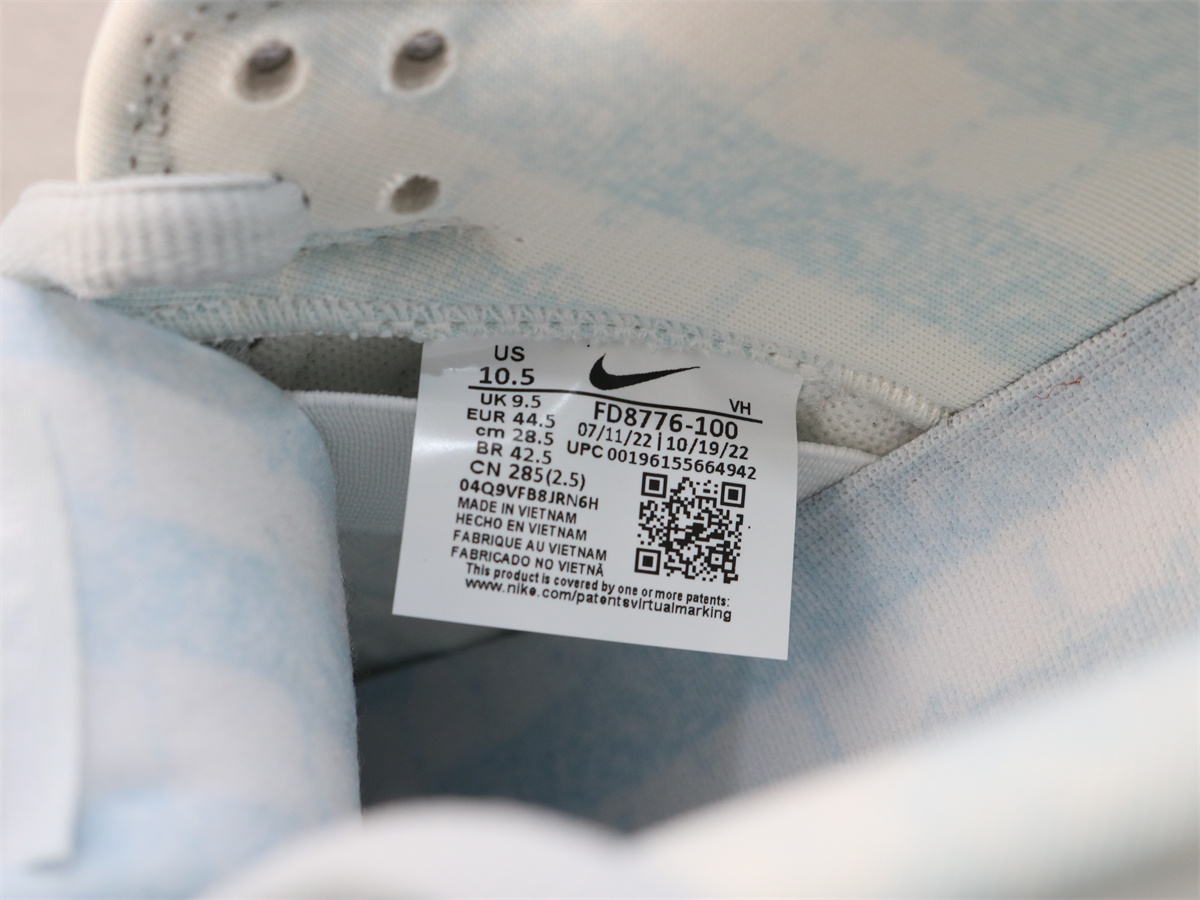 US
10.5
VH
UK 9.5
EUR 44.5
cm 28.5
BR 42.5
CN 285(2.5)
FD8776-100
07/11/22 | 10/19/22
UPC 00196155664942
04Q9VFB8JRN6H
MADE IN VIETNAM
HECHO EN VIETNAM
FABRIQUE AU VIETNAM
FABRICADO NO VIETNÃ
This product is covered by one or more patents:
www.nike.com/patentsvirtualmarking